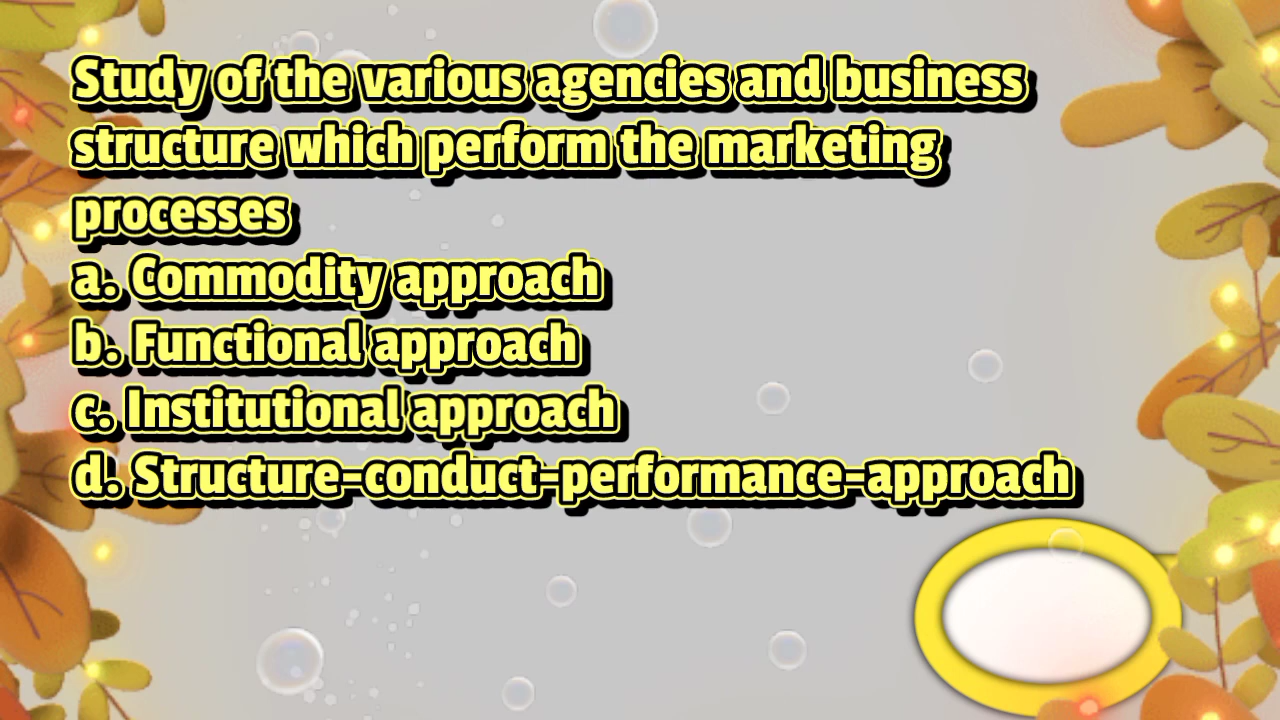 Study of the various agencies and business
structure which perform the marketing
processes
a. Commodity approach
b. Functional approach
c. Institutional approach
d. Structure-conduct-performance-approach